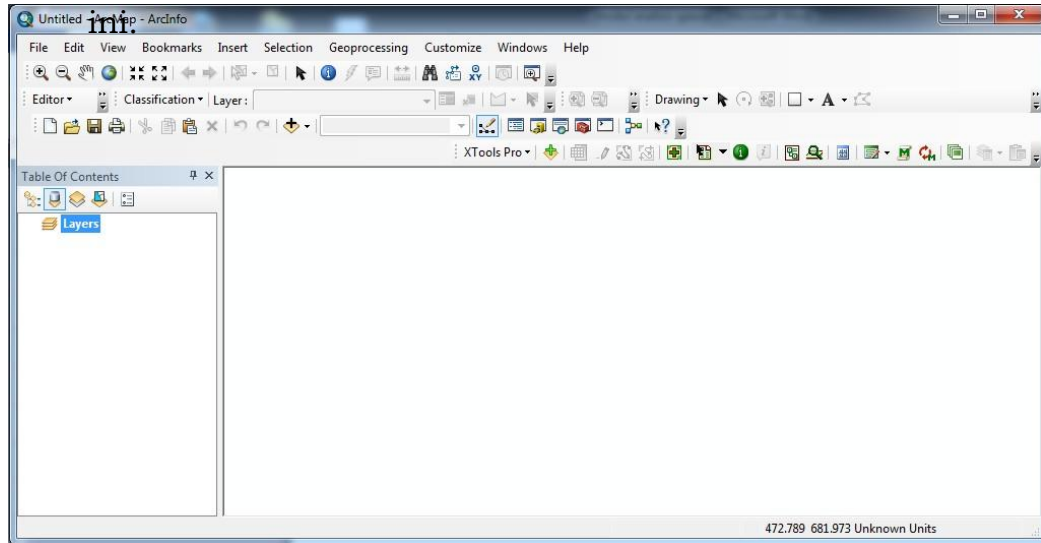 Untitled - ArcMap - ArcInfo
ini.
File Edit View Bookmarks Insert Selection Geoprocessing Customize Windows Help
Editor Classification Layer: Drawing A
XTools Pro
Table Of Contents
Layers
472.789 681.973 Unknown Units